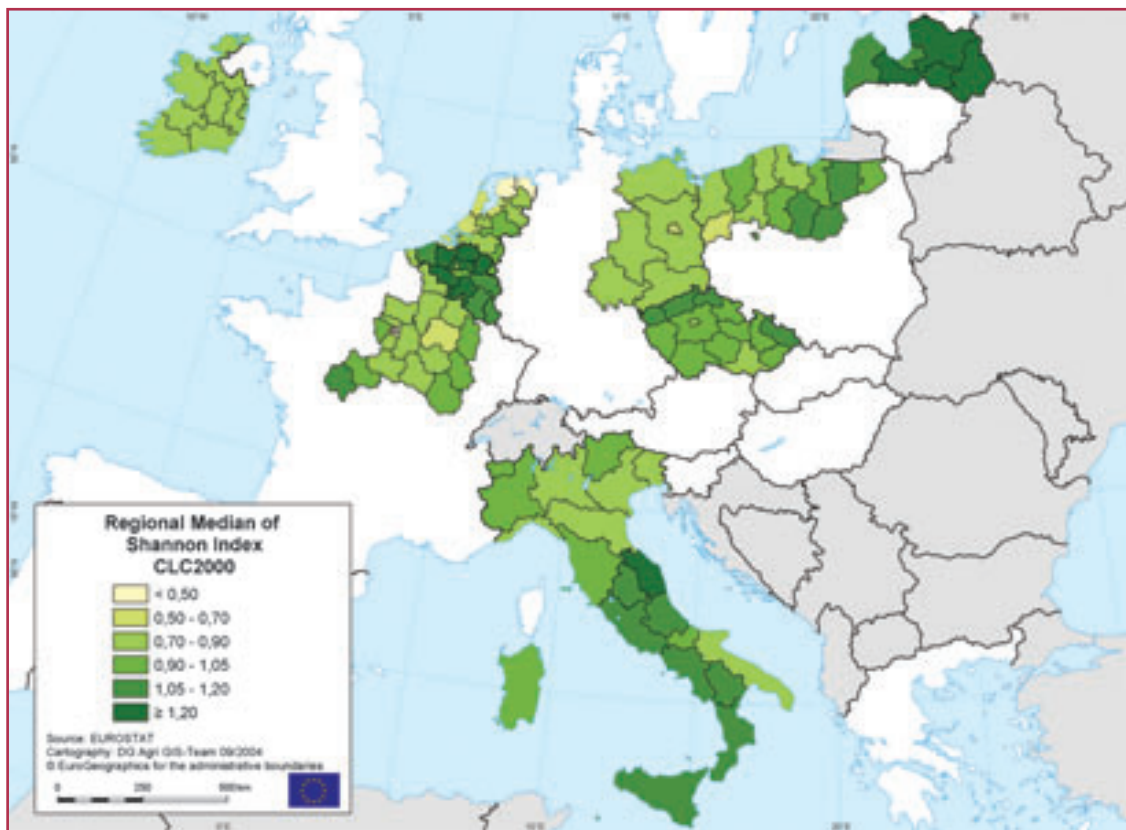 Regional Median of
Shannon Index
CLC2000
< 0,50
0,50 - 0,70
0,70 - 0,90
0,90 - 1,05
1,05 - 1,20
≥ 1,20
Source: EUROSTAT
Cartography: DG Agri GIS-Team 09/2004
© EuroGeographics for the administrative boundaries
0 250 500 km